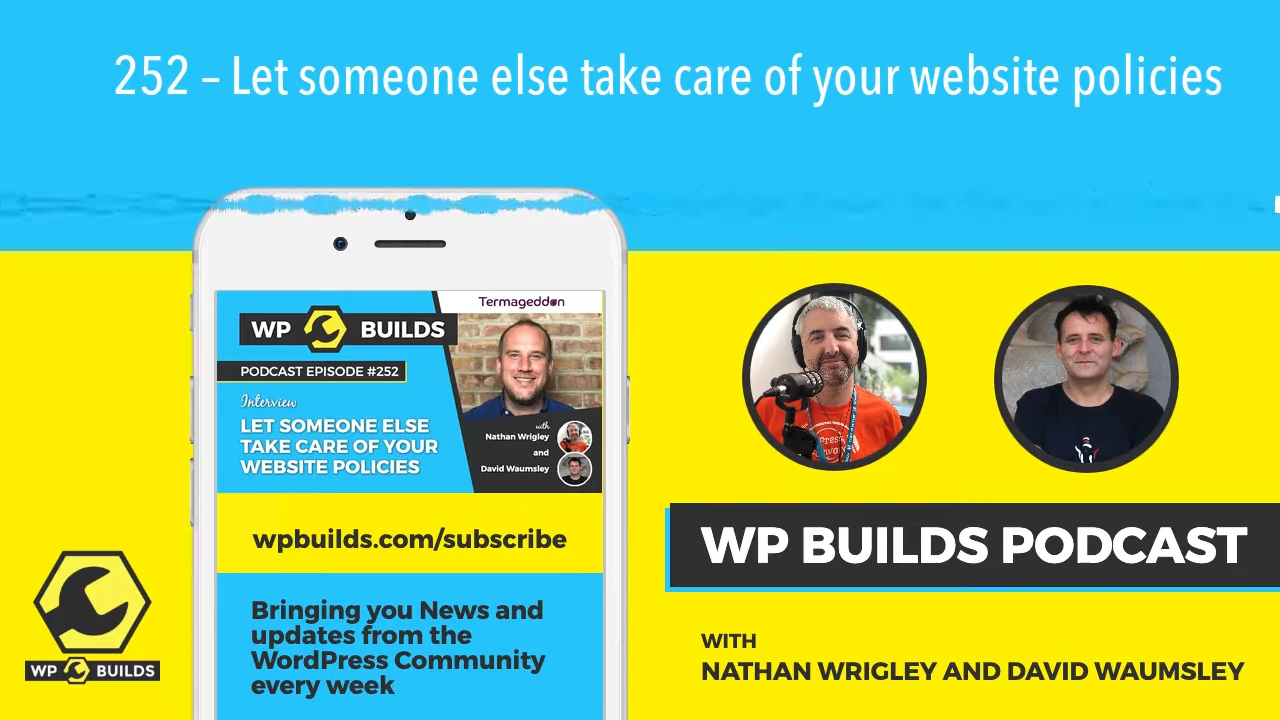 252 – Let someone else take care of your website policies
Termageddon
WP BUILDS
PODCAST EPISODE #252
Interview
LET SOMEONE ELSE
TAKE CARE OF YOUR
WEBSITE POLICIES
with
Nathan Wrigley
and
David Waumsley
wpbuilds.com/subscribe
Bringing you News and
updates from the
WordPress Community
every week
WP BUILDS
WP BUILDS PODCAST
WITH
NATHAN WRIGLEY AND DAVID WAUMSLEY